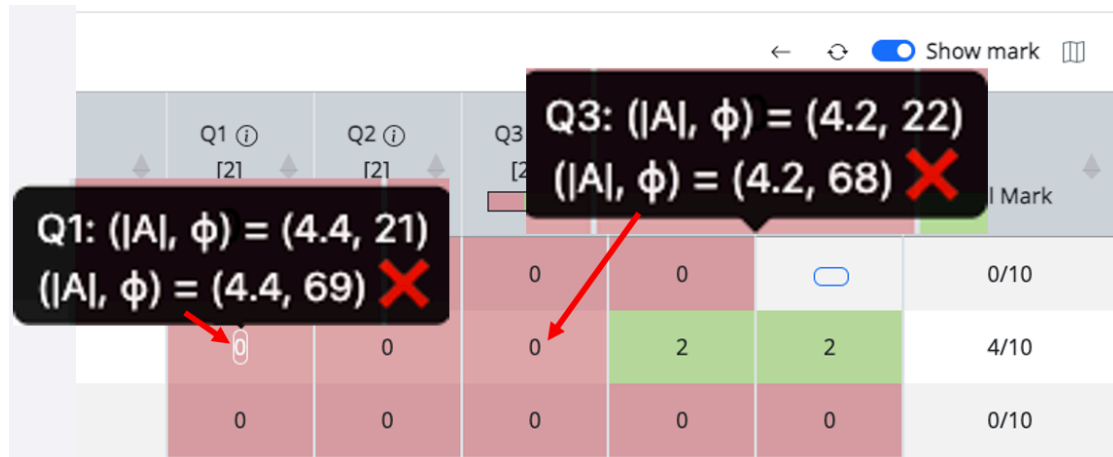 ← Show mark
Q1 Q2 Q3
[2] [2] Mark
Q3: (|A|, ϕ) = (4.2, 22)
(|A|, ϕ) = (4.2, 68) ❌
Q1: (|A|, ϕ) = (4.4, 21)
(|A|, ϕ) = (4.4, 69) ❌
0 0 0/10
0 0 0 2 2 4/10
0 0 0 0 0 0/10